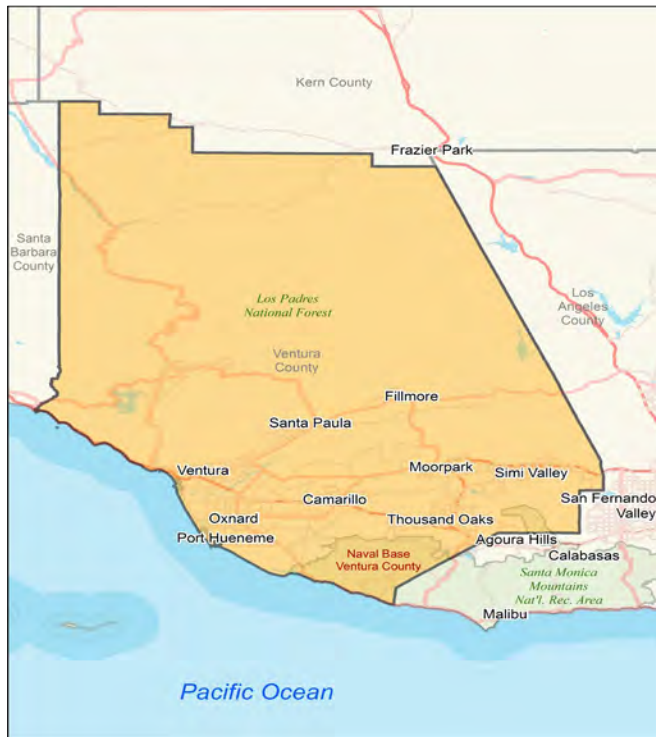 Kern County
Frazier Park
Santa
Barbara
County
Los
Angeles
County
Los Padres
National Forest
Ventura
County
Fillmore
Santa Paula
Moorpark
Simi Valley
Ventura
San Fernando
Valley
Camarillo
Oxnard
Thousand Oaks
Port Hueneme
Agoura Hills
Naval Base
Ventura County
Calabasas
Santa Monica
Mountains
Nat'l. Rec. Area
Malibu
Pacific Ocean